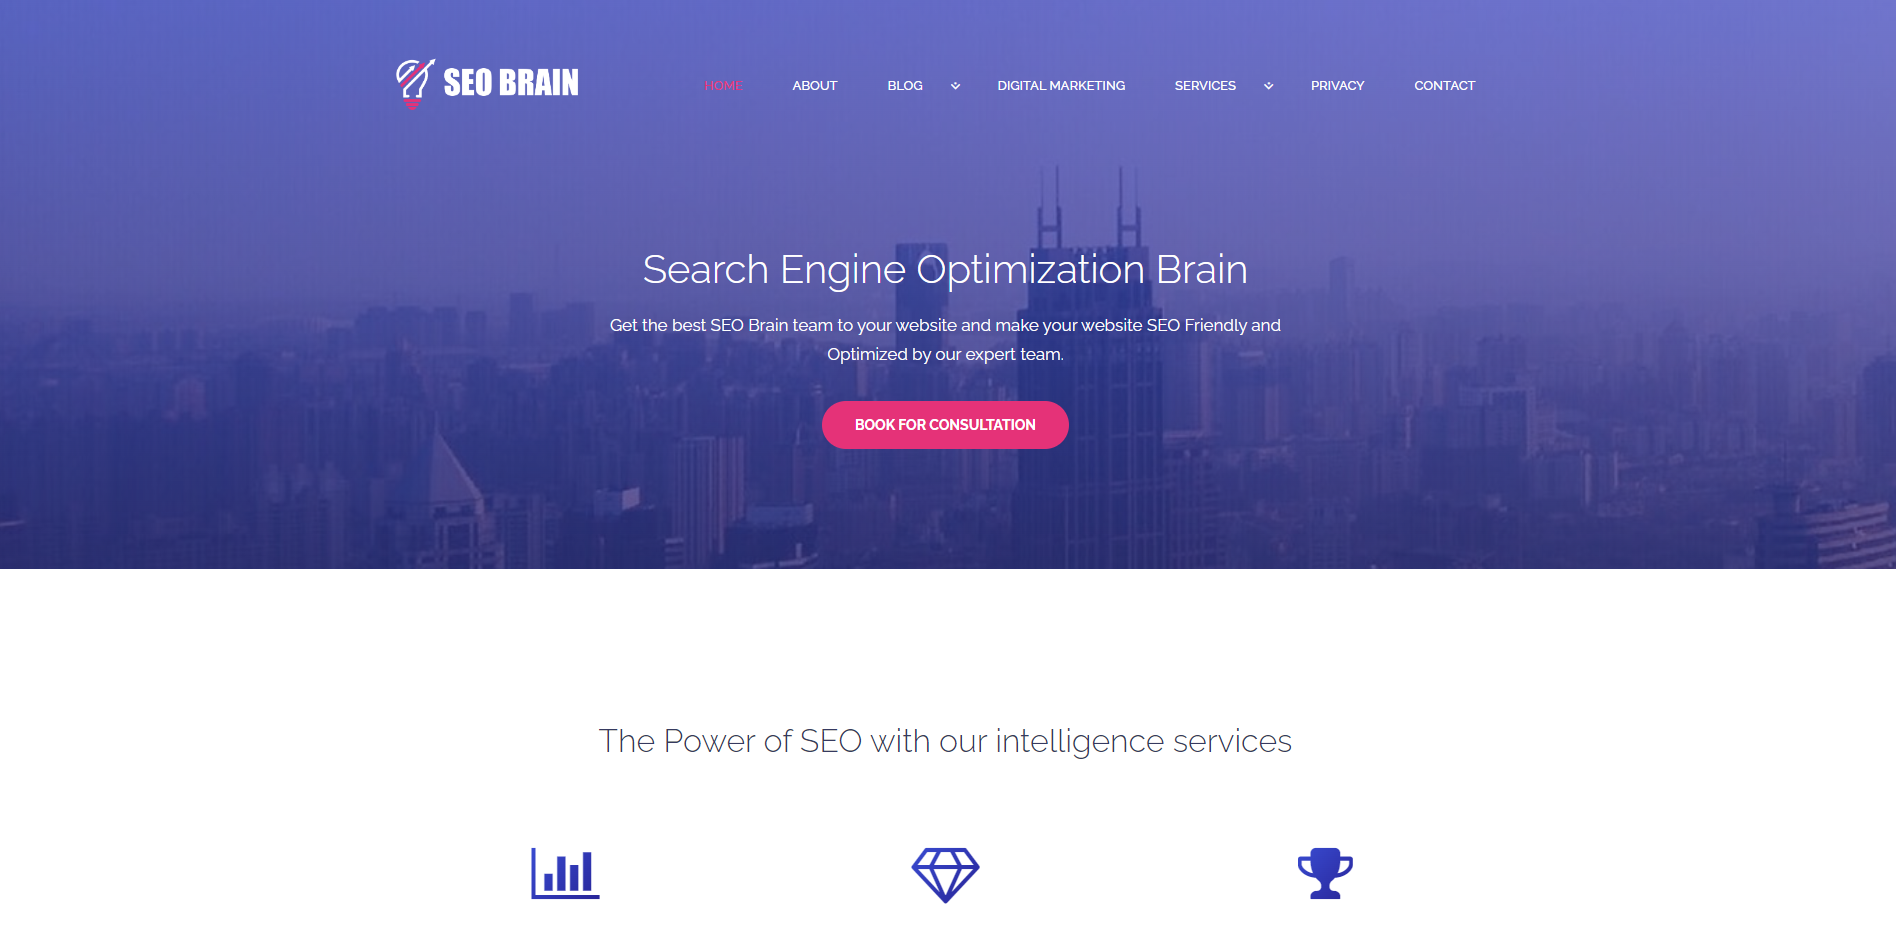 SEO BRAIN
HOME ABOUT BLOG DIGITAL MARKETING SERVICES PRIVACY CONTACT
Search Engine Optimization Brain
Get the best SEO Brain team to your website and make your website SEO Friendly and
Optimized by our expert team.
BOOK FOR CONSULTATION
The Power of SEO with our intelligence services